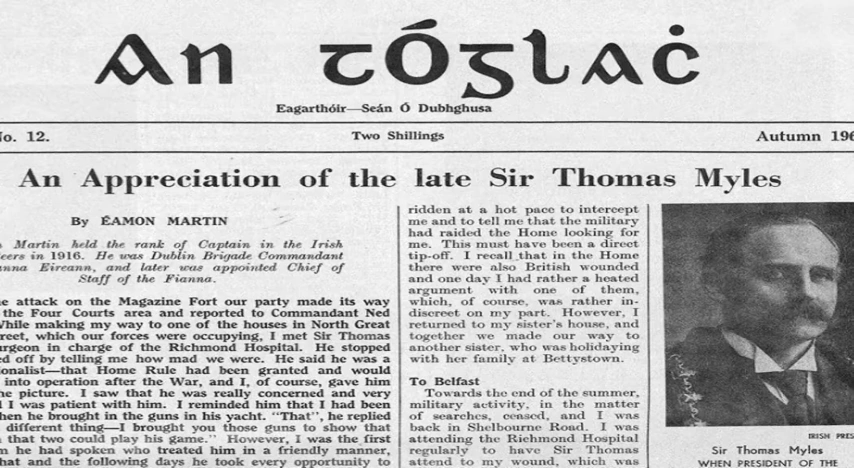 An tÓglaċ
Eagarthóir—Seán Ó Dubhghusa
No. 12.
Two Shillings
Autumn 196
An Appreciation of the late Sir Thomas Myles
By ÉAMON MARTIN
Martin held the rank of Captain in the Irish
eers in 1916. He was Dublin Brigade Commandant
anna Eireann, and later was appointed Chief of
Staff of the Fianna.
e attack on the Magazine Fort our party made its way
the Four Courts area and reported to Commandant Ned
While making my way to one of the houses in North Great
reet, which our forces were occupying, I met Sir Thomas
urgeon in charge of the Richmond Hospital. He stopped
ed off by telling me how mad we were. He said he was a
ionalist—that Home Rule had been granted and would
into operation after the War, and I, of course, gave him
he picture. I saw that he was really concerned and very
I was patient with him. I reminded him that I had been
hen he brought in the guns in his yacht. "That", he replied
different thing—I brought you those guns to show that
that two could play his game." However, I was the first
m he had spoken who treated him in a friendly manner,
hat and the following days he took every opportunity to
ridden at a hot pace to intercept
me and to tell me that the military
had raided the Home looking for
me. This must have been a direct
tip-off. I recall that in the Home
there were also British wounded
and one day I had rather a heated
argument with one of them,
which, of course, was rather in-
discreet on my part. However, I
returned to my sister's house, and
together we made our way to
another sister, who was holidaying
with her family at Bettystown.
To Belfast
Towards the end of the summer,
military activity, in the matter
of searches, ceased, and I was
back in Shelbourne Road. I was
attending the Richmond Hospital
regularly to have Sir Thomas
attend to my wound, which was
IRISH PRES
Sir Thomas Myles
WHEN PRESIDENT OF THE